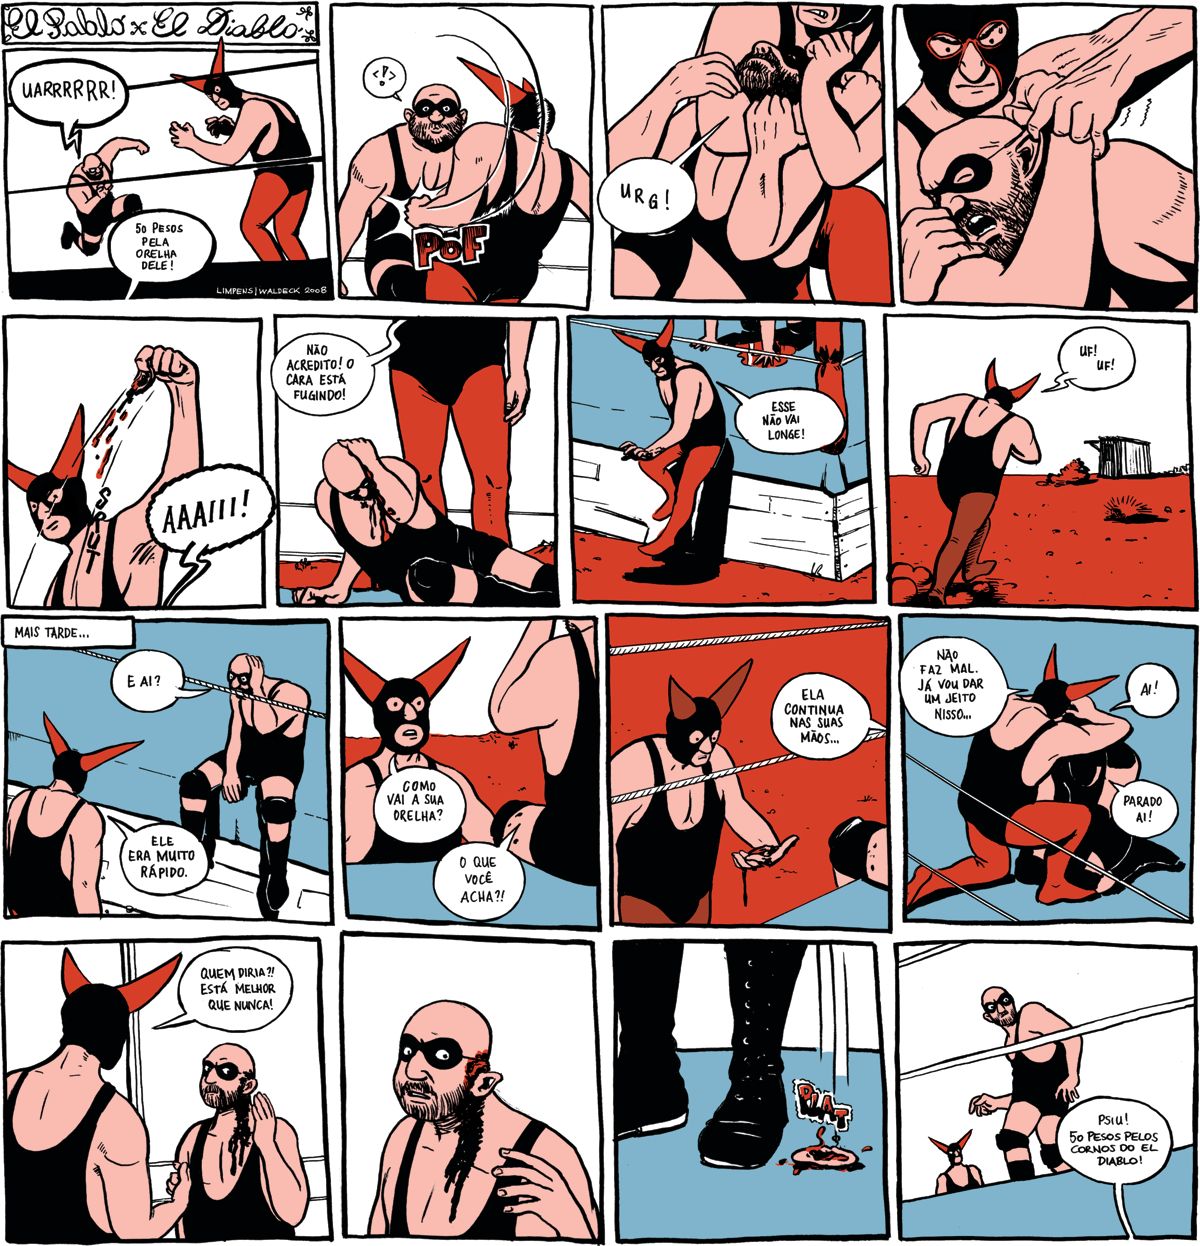 El Pablo x El Diablo
UARRRRRR!
50 PESOS
PELA
ORELHA
DELE!
LIMPENS|WALDECK 2008
<!>
POF
URG!
SRUT
AAAIII!
NÃO
ACREDITO! O
CARA ESTÁ
FUGINDO!
ESSE
NÃO VAI
LONGE!
UF!
UF!
MAIS TARDE...
E AI?
ELE
ERA MUITO
RÁPIDO.
COMO
VAI A SUA
ORELHA?
O QUE
VOCÊ
ACHA?!
ELA
CONTINUA
NAS SUAS
MÃOS...
NÃO
FAZ MAL.
JÁ VOU DAR
UM JEITO
NISSO...
AI!
PARADO
AI!
QUEM DIRIA?!
ESTÁ MELHOR
QUE NUNCA!
PLAT
PSIU!
50 PESOS PELOS
CORNOS DO EL
DIABLO!